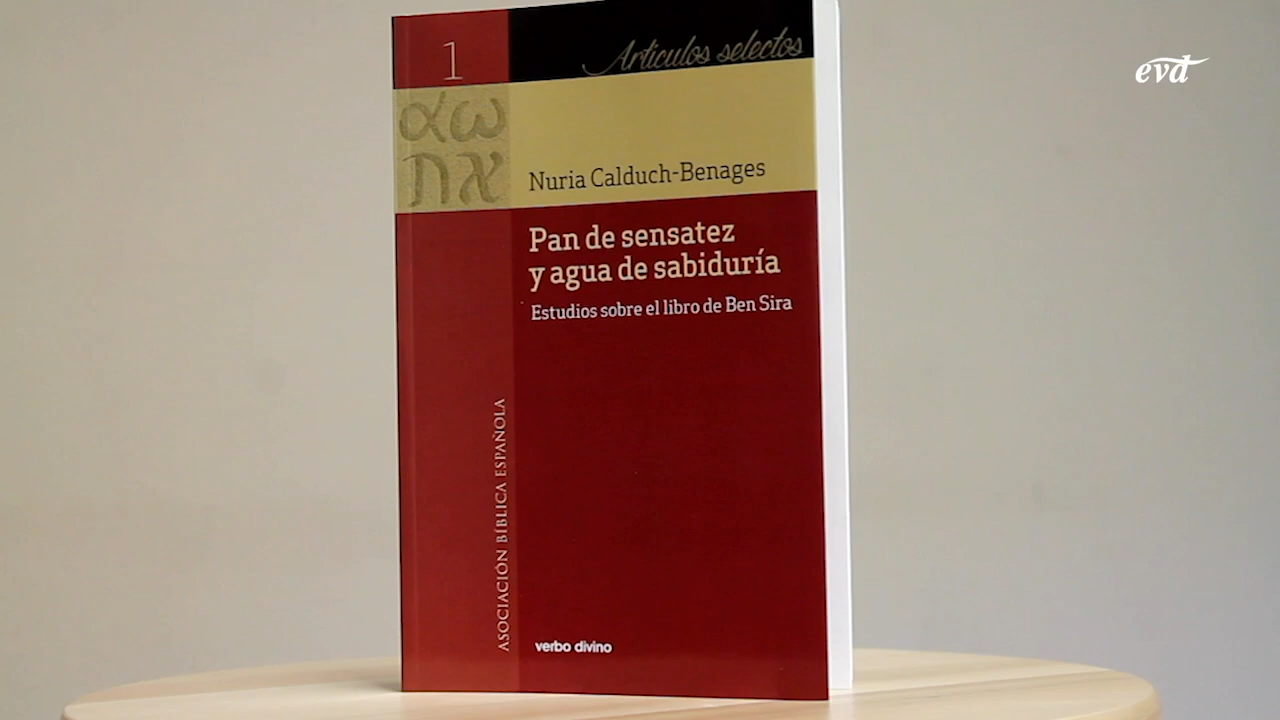 1
Artículos selectos
evd
αω
אח
Nuria Calduch-Benages
Pan de sensatez
y agua de sabiduría
Estudios sobre el libro de Ben Sira
ASOCIACIÓN BÍBLICA ESPAÑOLA
verbo divino